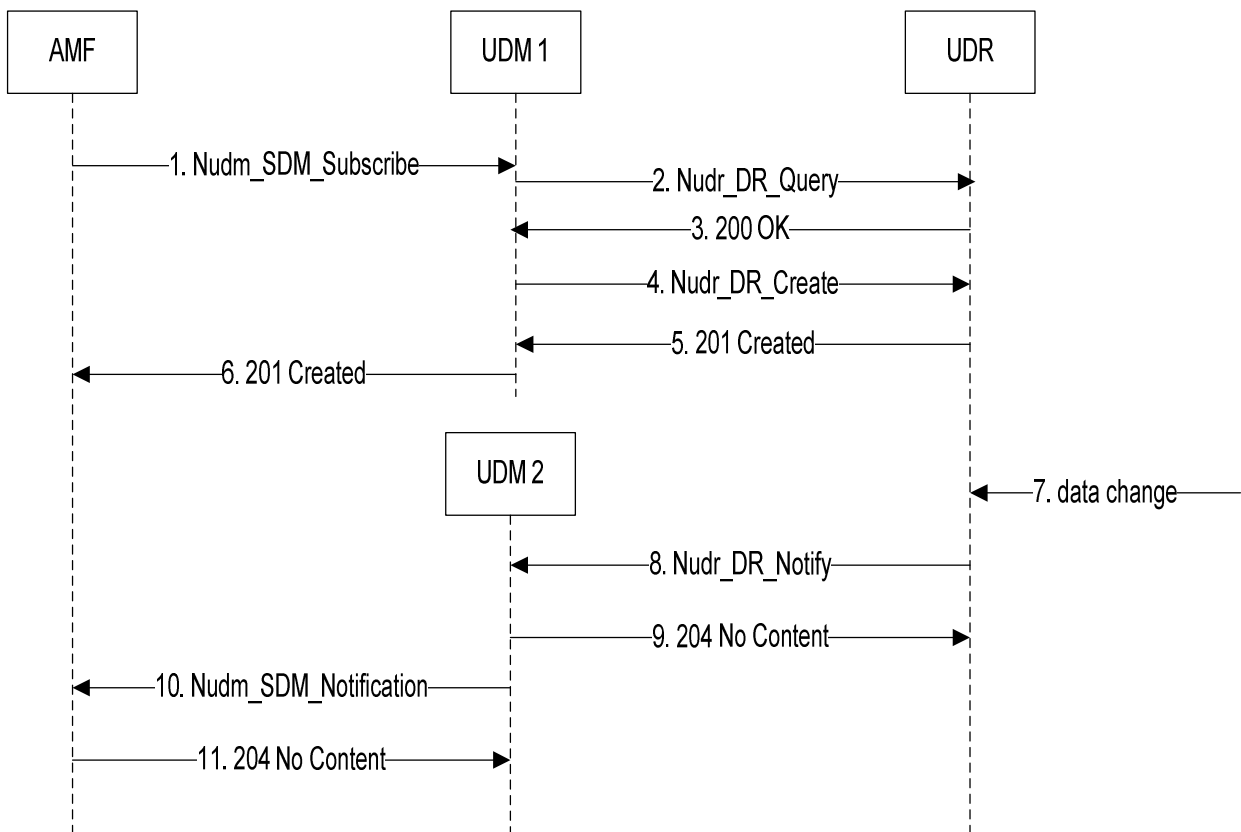 AMF
UDM 1
UDR
1. Nudm_SDM_Subscribe
2. Nudr_DR_Query
3. 200 OK
4. Nudr_DR_Create
5. 201 Created
6. 201 Created
UDM 2
7. data change
8. Nudr_DR_Notify
9. 204 No Content
10. Nudm_SDM_Notification
11. 204 No Content